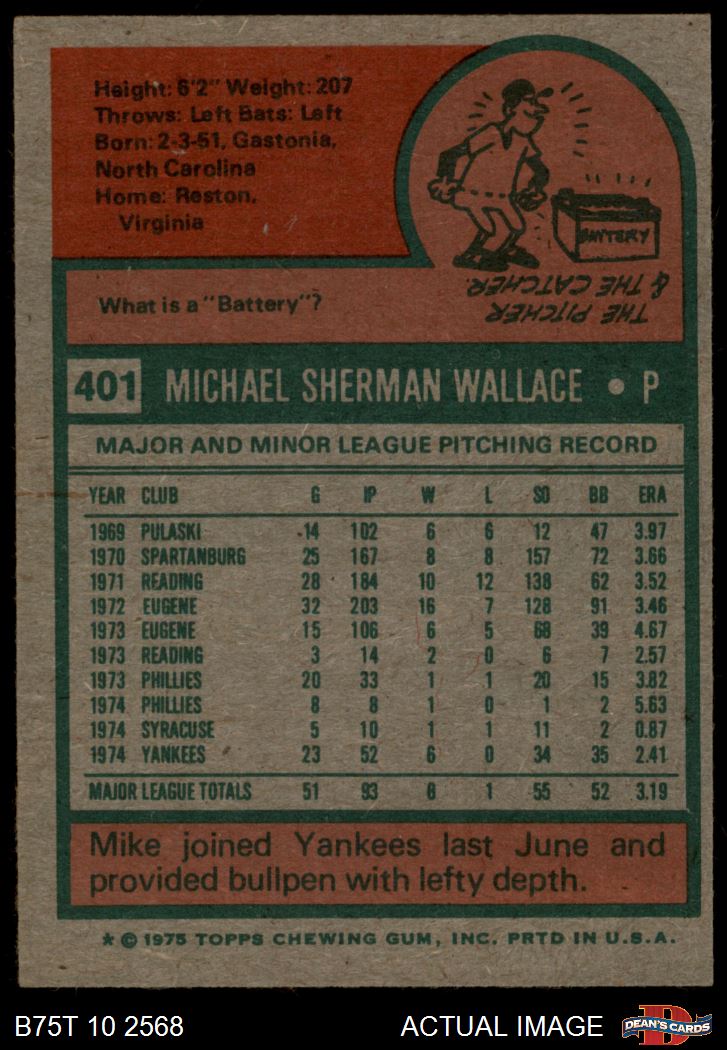 Height: 6'2" Weight: 207
Throws: Left Bats: Left
Born: 2-3-51, Gastonia,
North Carolina
Home: Reston,
Virginia
BATTERY
What is a "Battery"?
THE PITCHER
& THE CATCHER
401 MICHAEL SHERMAN WALLACE • P
MAJOR AND MINOR LEAGUE PITCHING RECORD
YEAR CLUB G IP W L SO BB ERA
1969 PULASKI 14 102 6 6 12 47 3.97
1970 SPARTANBURG 25 167 8 8 157 72 3.66
1971 READING 28 184 10 12 138 62 3.52
1972 EUGENE 32 203 16 7 128 91 3.46
1973 EUGENE 15 106 6 5 68 39 4.67
1973 READING 3 14 2 0 6 7 2.57
1973 PHILLIES 20 33 1 1 20 15 3.82
1974 PHILLIES 8 8 1 0 1 2 5.63
1974 SYRACUSE 5 10 1 1 11 2 0.87
1974 YANKEES 23 52 6 0 34 35 2.41
MAJOR LEAGUE TOTALS 51 93 8 1 55 52 3.19
Mike joined Yankees last June and
provided bullpen with lefty depth.
* © 1975 TOPPS CHEWING GUM, INC. PRTD IN U.S.A.
B75T 10 2568 ACTUAL IMAGE D DEAN'S CARDS